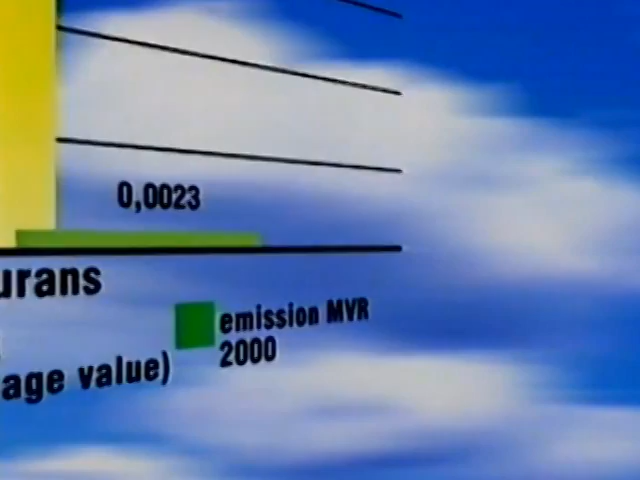 0,0023
urans
emission MVR
2000
age value)